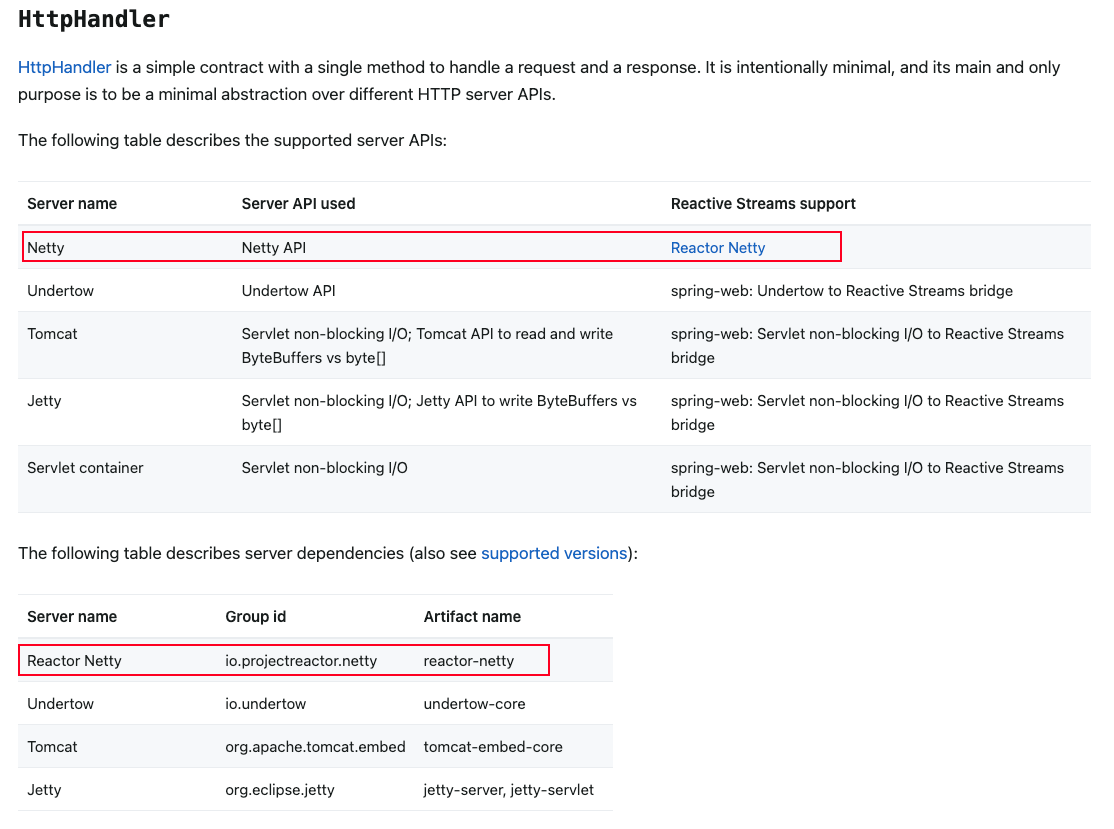 HttpHandler
HttpHandler is a simple contract with a single method to handle a request and a response. It is intentionally minimal, and its main and only
purpose is to be a minimal abstraction over different HTTP server APIs.
The following table describes the supported server APIs:
Server name Server API used Reactive Streams support
Netty Netty API Reactor Netty
Undertow Undertow API spring-web: Undertow to Reactive Streams bridge
Tomcat Servlet non-blocking I/O; Tomcat API to read and write spring-web: Servlet non-blocking I/O to Reactive Streams
ByteBuffers vs byte[] bridge
Jetty Servlet non-blocking I/O; Jetty API to write ByteBuffers vs spring-web: Servlet non-blocking I/O to Reactive Streams
byte[] bridge
Servlet container Servlet non-blocking I/O spring-web: Servlet non-blocking I/O to Reactive Streams
bridge
The following table describes server dependencies (also see supported versions):
Server name Group id Artifact name
Reactor Netty io.projectreactor.netty reactor-netty
Undertow io.undertow undertow-core
Tomcat org.apache.tomcat.embed tomcat-embed-core
Jetty org.eclipse.jetty jetty-server, jetty-servlet